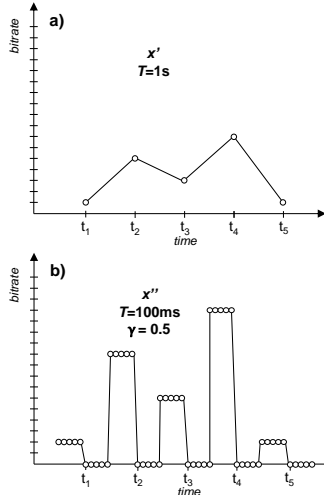 a)
bitrate
x'
T=1s
t1 t2 t3 t4 t5
time
b)
bitrate
x''
T=100ms
γ = 0.5
t1 t2 t3 t4 t5
time